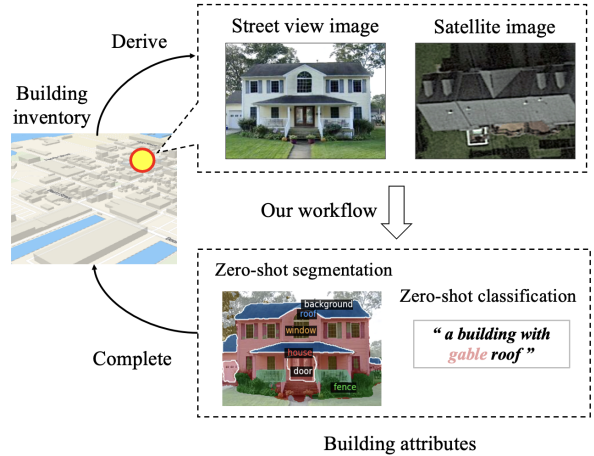 Derive
Street view image
Satellite image
Building
inventory
Our workflow
Zero-shot segmentation
background
roof
window
house
door
fence
Zero-shot classification
“ a building with
gable roof ”
Complete
Building attributes